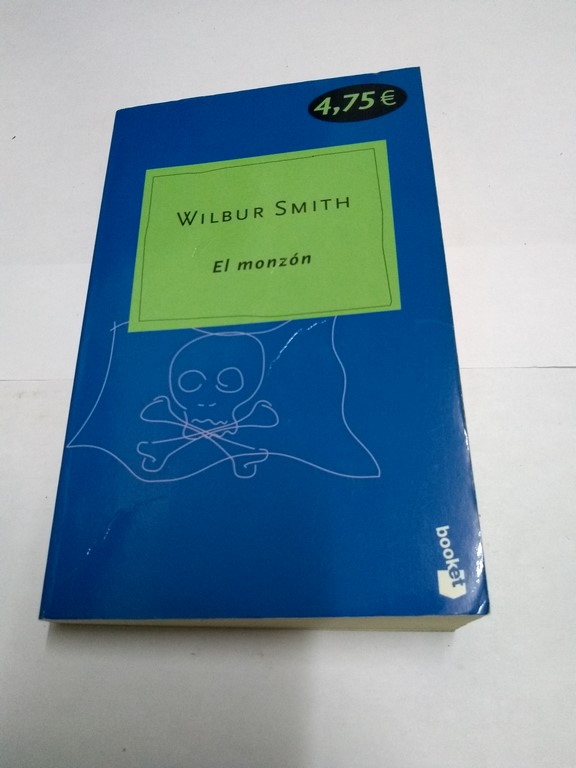 4,75€
WILBUR SMITH
El monzón
booket